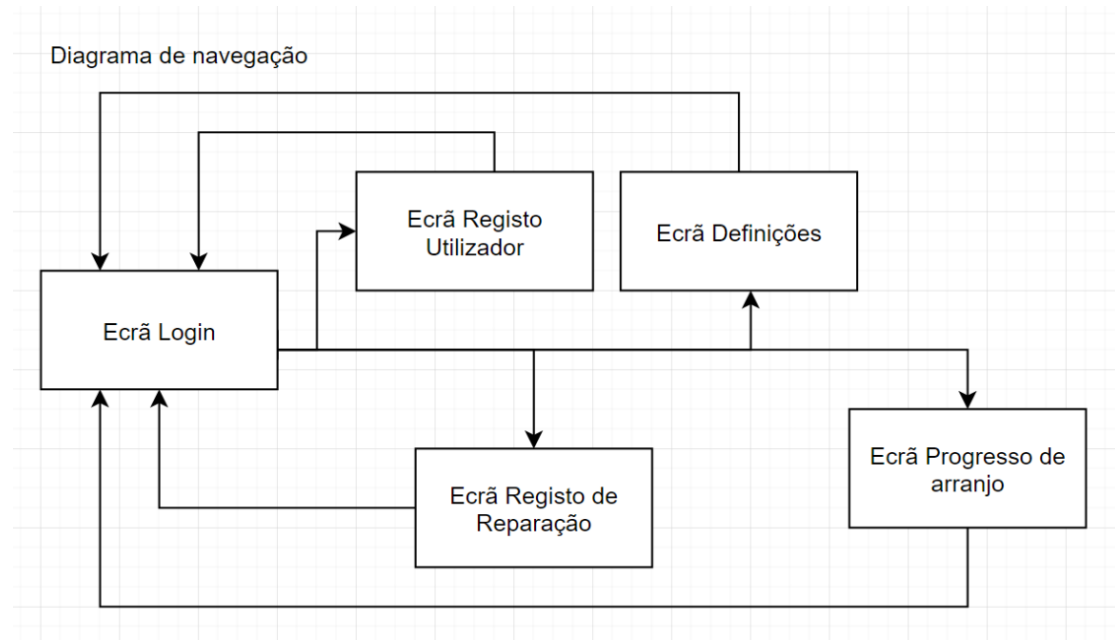 Diagrama de navegação
Ecrã Registo
Utilizador
Ecrã Definições
Ecrã Login
Ecrã Progresso de
arranjo
Ecrã Registo de
Reparação